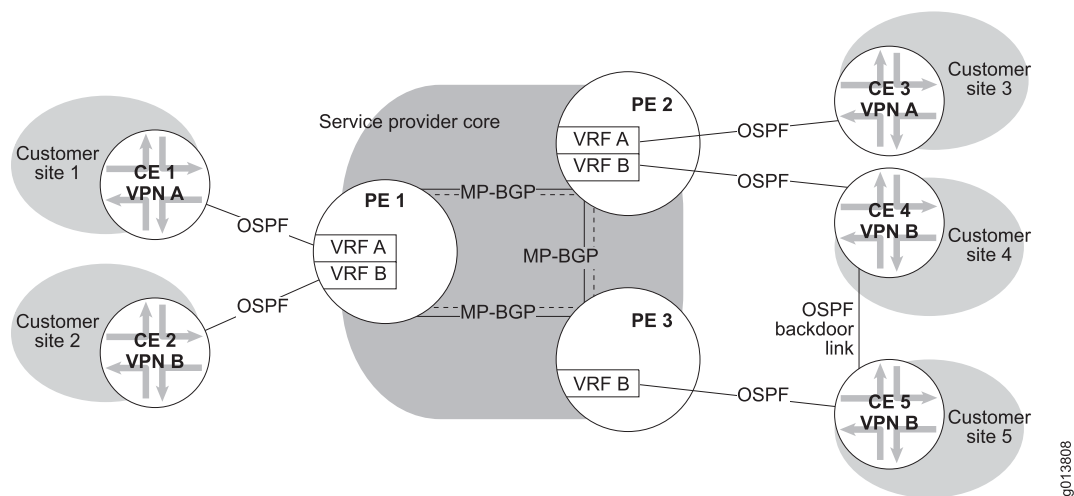 Customer
site 1
CE 1
VPN A
OSPF
Customer
site 2
CE 2
VPN B
OSPF
Service provider core
PE 1
VRF A
VRF B
MP-BGP
MP-BGP
MP-BGP
PE 2
VRF A
VRF B
PE 3
VRF B
OSPF
OSPF
OSPF
CE 3
VPN A
Customer
site 3
CE 4
VPN B
Customer
site 4
OSPF
backdoor
link
CE 5
VPN B
Customer
site 5
g013808